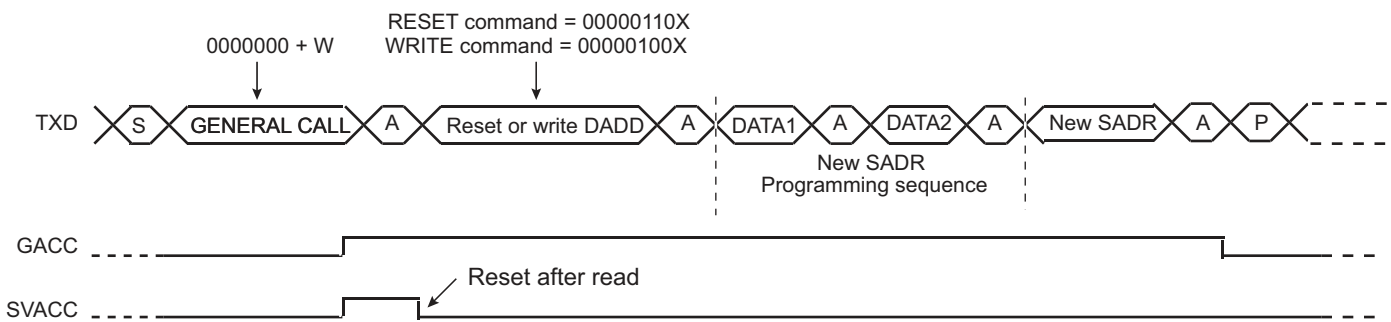 RESET command = 00000110X
0000000 + W
WRITE command = 00000100X
TXD S GENERAL CALL A Reset or write DADD A DATA1 A DATA2 A New SADR A P
New SADR
Programming sequence
GACC
Reset after read
SVACC